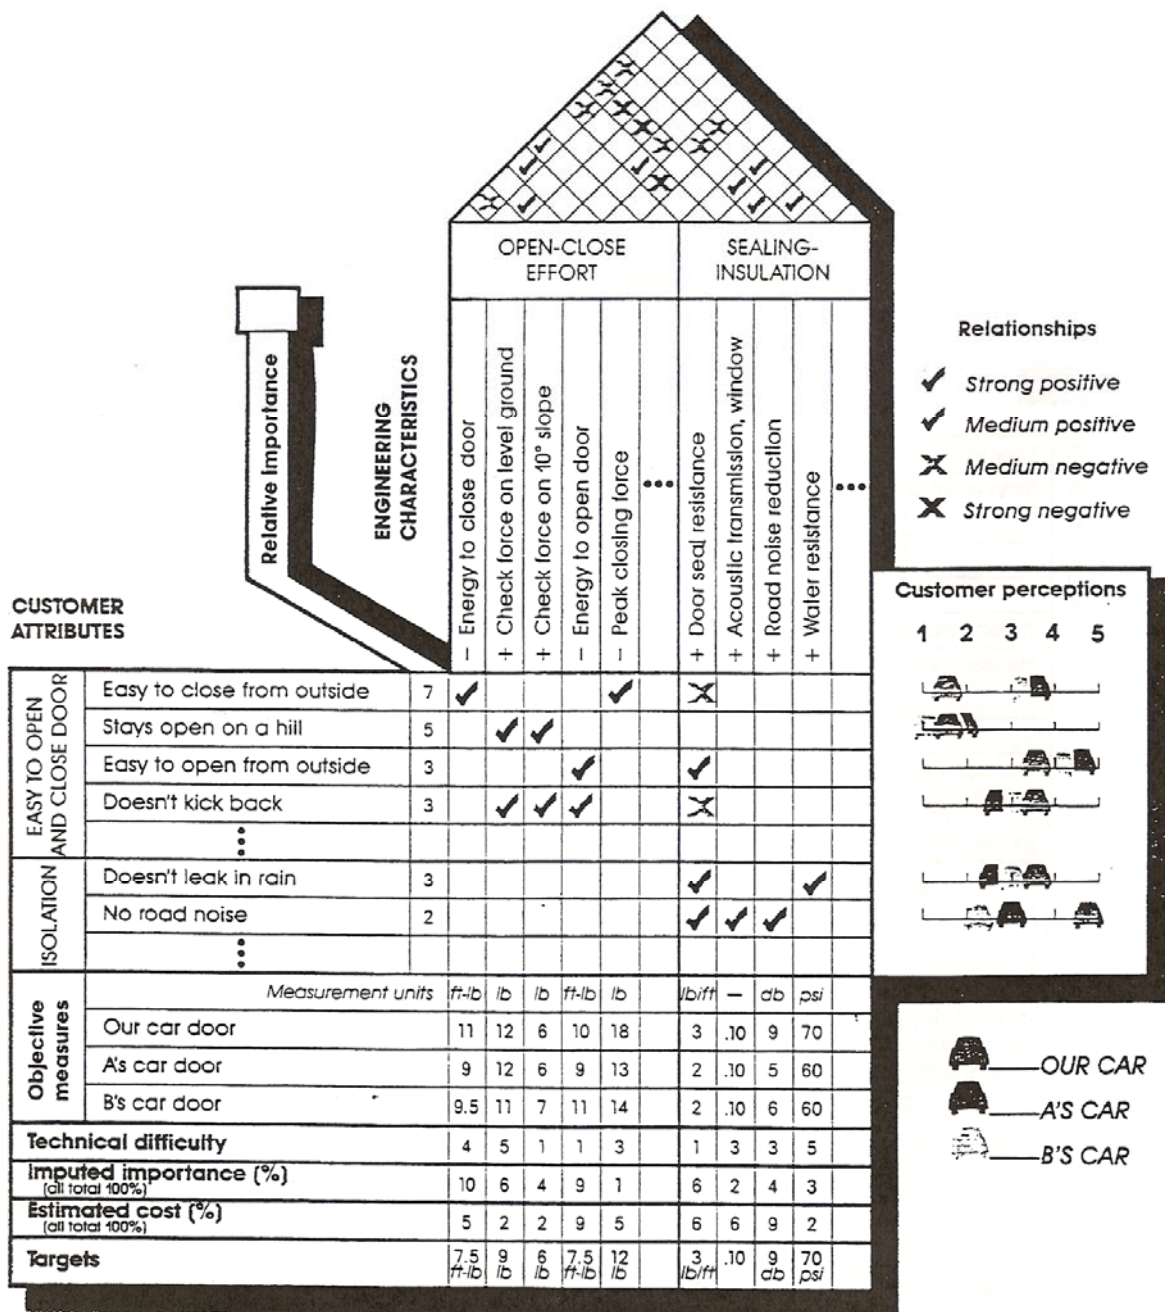 OPEN-CLOSE
EFFORT
SEALING-
INSULATION
Relative Importance
ENGINEERING
CHARACTERISTICS
− Energy to close door
+ Check force on level ground
+ Check force on 10° slope
− Energy to open door
− Peak closing force
...
+ Door seal resistance
+ Acoustic transmission, window
+ Road noise reduction
+ Water resistance
...
Relationships
✓ Strong positive
✓ Medium positive
✗ Medium negative
✗ Strong negative
CUSTOMER
ATTRIBUTES
Customer perceptions
1 2 3 4 5
EASY TO OPEN
AND CLOSE DOOR
Easy to close from outside 7 ✓ ✓ ✗
Stays open on a hill 5 ✓ ✓
Easy to open from outside 3 ✓ ✓
Doesn't kick back 3 ✓ ✓ ✓ ✗
⋮
ISOLATION
Doesn't leak in rain 3 ✓ ✓
No road noise 2 ✓ ✓ ✓
⋮
Objective
measures
Measurement units ft-lb lb lb ft-lb lb lb/ft − db psi
Our car door 11 12 6 10 18 3 .10 9 70
A's car door 9 12 6 9 13 2 .10 5 60
B's car door 9.5 11 7 11 14 2 .10 6 60
Technical difficulty 4 5 1 1 3 1 3 3 5
Imputed importance (%)
(all total 100%) 10 6 4 9 1 6 2 4 3
Estimated cost (%)
(all total 100%) 5 2 2 9 5 6 6 9 2
Targets 7.5 9 6 7.5 12 3 .10 9 70
ft-lb lb lb ft-lb lb lb/ft db psi
OUR CAR
A'S CAR
B'S CAR